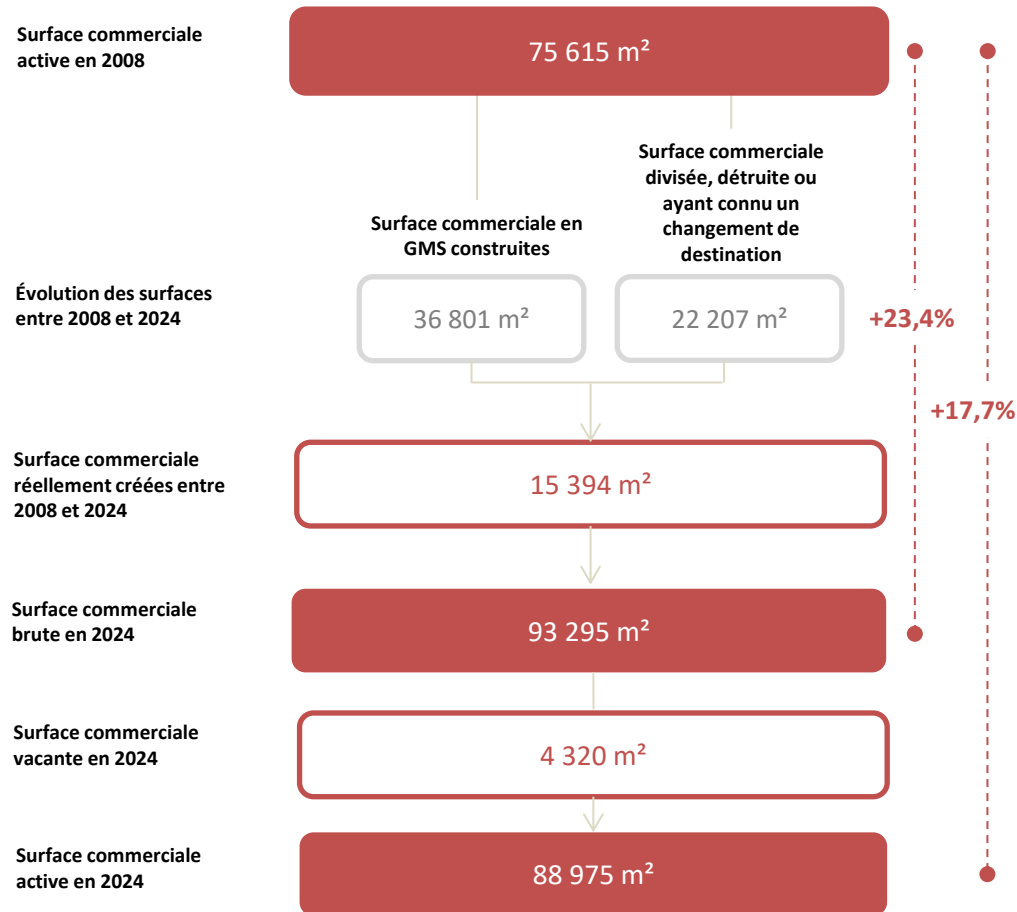 Surface commerciale
active en 2008
75 615 m²
Surface commerciale
divisée, détruite ou
ayant connu un
changement de
destination
Surface commerciale en
GMS construites
Évolution des surfaces
entre 2008 et 2024
36 801 m²
22 207 m²
+23,4%
+17,7%
Surface commerciale
réellement créées entre
2008 et 2024
15 394 m²
Surface commerciale
brute en 2024
93 295 m²
Surface commerciale
vacante en 2024
4 320 m²
Surface commerciale
active en 2024
88 975 m²